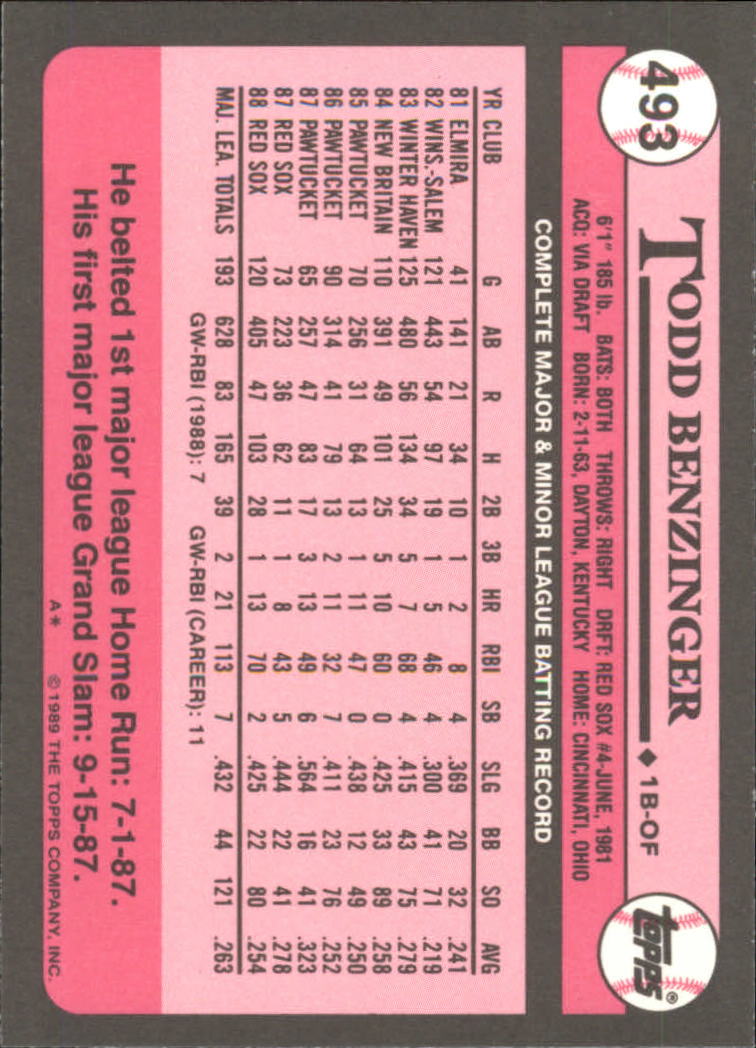 493
TODD BENZINGER ♦ 1B-OF
topps®
6'1" 185 lb. BATS: BOTH THROWS: RIGHT DRFT: RED SOX #4-JUNE, 1981
ACQ: VIA DRAFT BORN: 2-11-63, DAYTON, KENTUCKY HOME: CINCINNATI, OHIO
COMPLETE MAJOR & MINOR LEAGUE BATTING RECORD
YR CLUB G AB R H 2B 3B HR RBI SB SLG BB SO AVG
81 ELMIRA 41 141 21 34 10 1 2 8 4 .369 20 32 .241
82 WINS.-SALEM 121 443 54 97 19 1 5 46 4 .300 41 71 .219
83 WINTER HAVEN 125 480 56 134 34 5 7 68 4 .415 43 75 .279
84 NEW BRITAIN 110 391 49 101 25 5 10 60 0 .425 33 89 .258
85 PAWTUCKET 70 256 31 64 13 1 11 47 0 .438 12 49 .250
86 PAWTUCKET 90 314 41 79 13 2 11 32 7 .411 23 76 .252
87 PAWTUCKET 65 257 47 83 17 3 13 49 6 .564 16 41 .323
87 RED SOX 73 223 36 62 11 1 8 43 5 .444 22 41 .278
88 RED SOX 120 405 47 103 28 1 13 70 2 .425 22 80 .254
MAJ. LEA. TOTALS 193 628 83 165 39 2 21 113 7 .432 44 121 .263
GW-RBI (1988): 7 GW-RBI (CAREER): 11
He belted 1st major league Home Run: 7-1-87.
His first major league Grand Slam: 9-15-87.
A* © 1989 THE TOPPS COMPANY, INC.